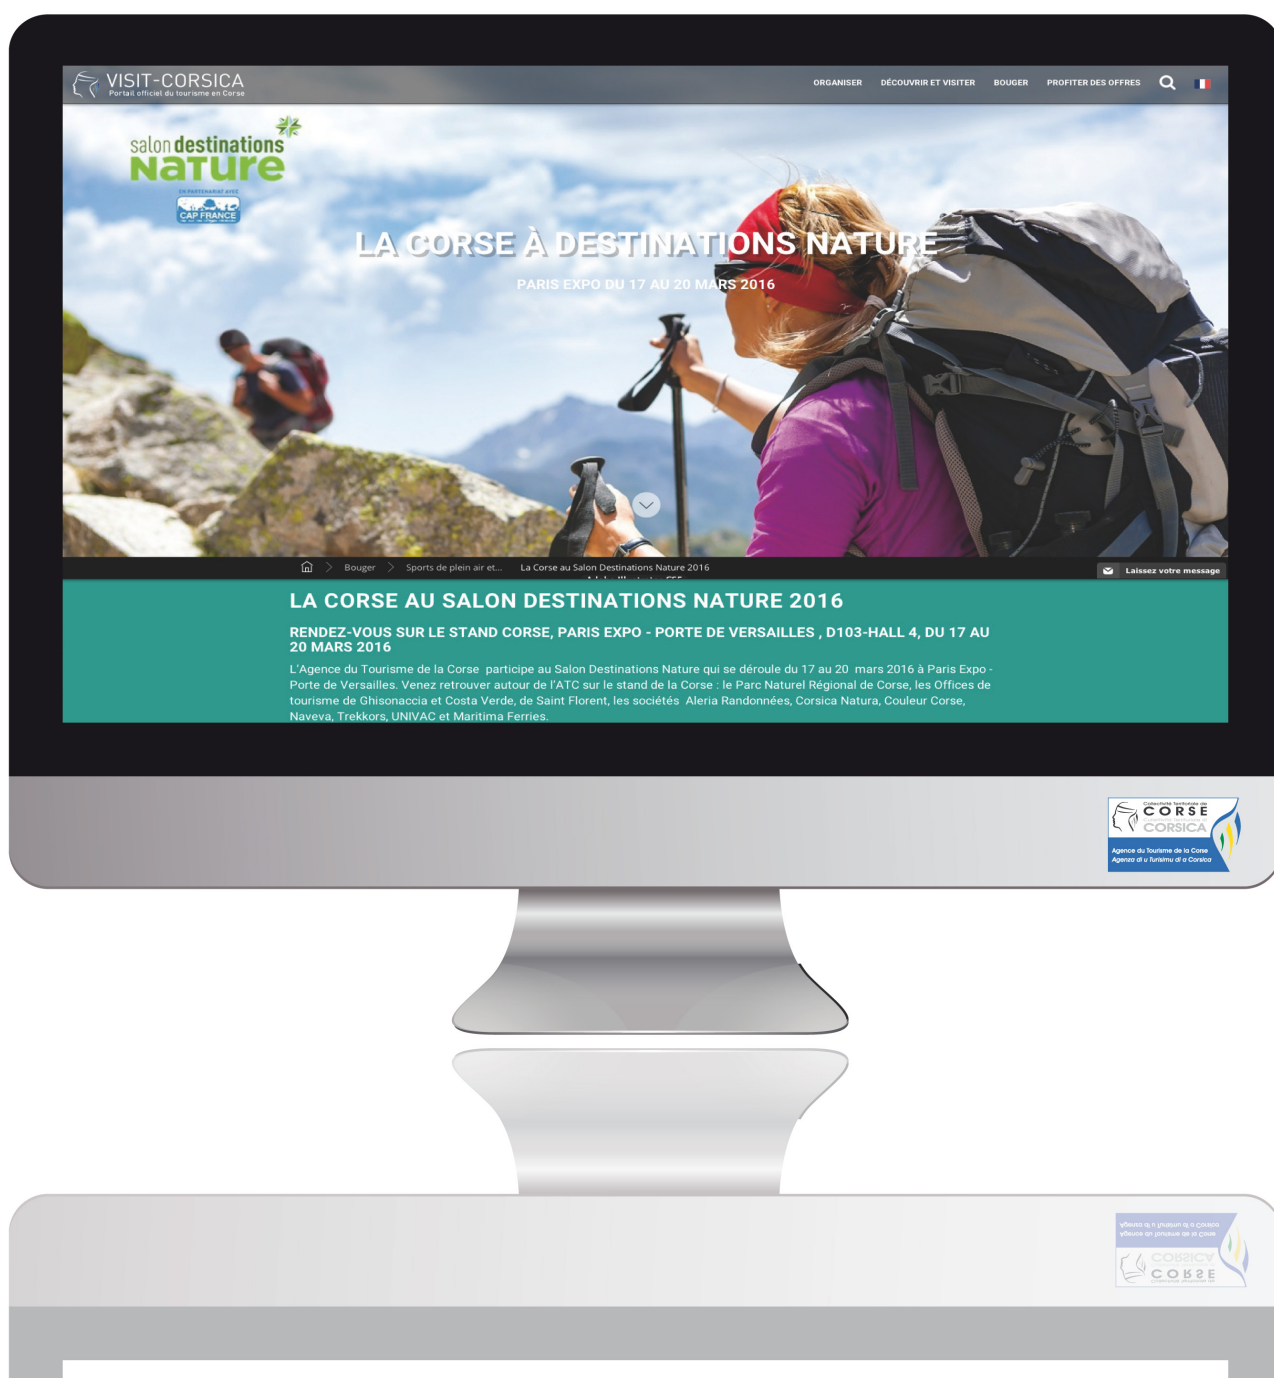 VISIT-CORSICA
Portail officiel du tourisme en Corse
ORGANISER DÉCOUVRIR ET VISITER BOUGER PROFITER DES OFFRES
salon destinations
NATURE
EN PARTENARIAT AVEC
CAP FRANCE
LA CORSE À DESTINATIONS NATURE
PARIS EXPO DU 17 AU 20 MARS 2016
Bouger Sports de plein air et... La Corse au Salon Destinations Nature 2016
Laissez votre message
LA CORSE AU SALON DESTINATIONS NATURE 2016
RENDEZ-VOUS SUR LE STAND CORSE, PARIS EXPO - PORTE DE VERSAILLES , D103-HALL 4, DU 17 AU
20 MARS 2016
L'Agence du Tourisme de la Corse  participe au Salon Destinations Nature qui se déroule du 17 au 20  mars 2016 à Paris Expo -
Porte de Versailles. Venez retrouver autour de l'ATC sur le stand de la Corse : le Parc Naturel Régional de Corse, les Offices de
tourisme de Ghisonaccia et Costa Verde, de Saint Florent, les sociétés  Aleria Randonnées, Corsica Natura, Couleur Corse,
Naveva, Trekkors, UNIVAC et Maritima Ferries.
Collectivité Territoriale de
CORSE
CORSICA
Agence du Tourisme de la Corse
Agenza di u Turisimu di a Corsica